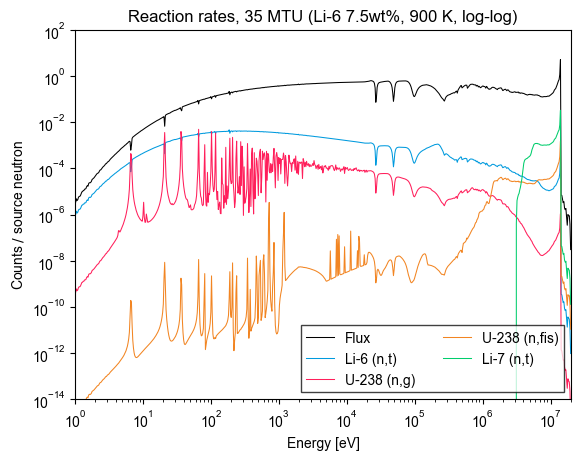 Reaction rates, 35 MTU (Li-6 7.5wt%, 900 K, log-log)
Counts / source neutron
10^2
10^0
10^-2
10^-4
10^-6
10^-8
10^-10
10^-12
10^-14
Flux
Li-6 (n,t)
U-238 (n,g)
U-238 (n,fis)
Li-7 (n,t)
10^0 10^1 10^2 10^3 10^4 10^5 10^6 10^7
Energy [eV]